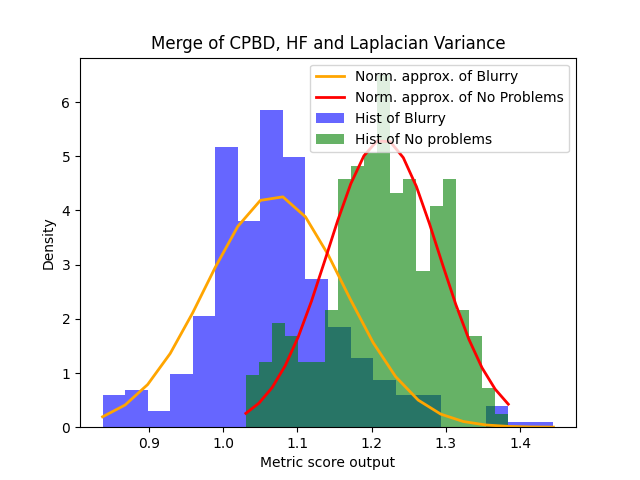 Merge of CPBD, HF and Laplacian Variance
Norm. approx. of Blurry
Norm. approx. of No Problems
Hist of Blurry
Hist of No problems
Density
6
5
4
3
2
1
0
0.9 1.0 1.1 1.2 1.3 1.4
Metric score output